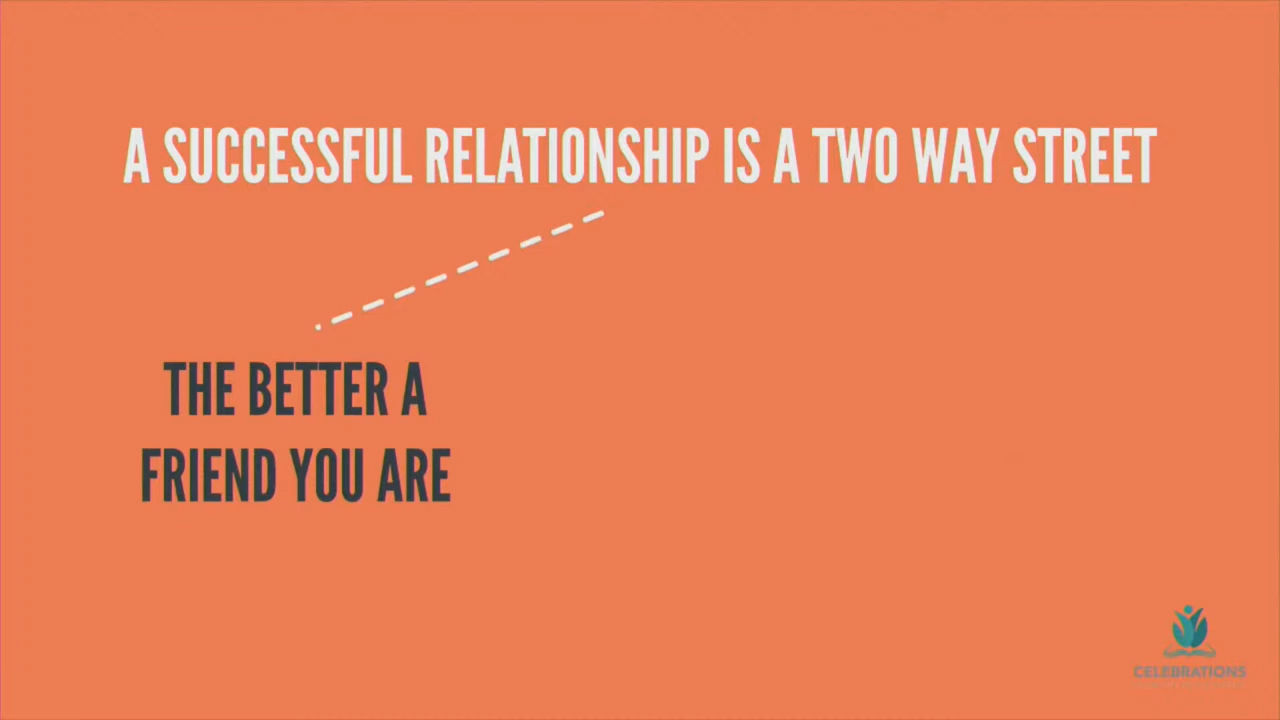 A SUCCESSFUL RELATIONSHIP IS A TWO WAY STREET
THE BETTER A
FRIEND YOU ARE
CELEBRATIONS